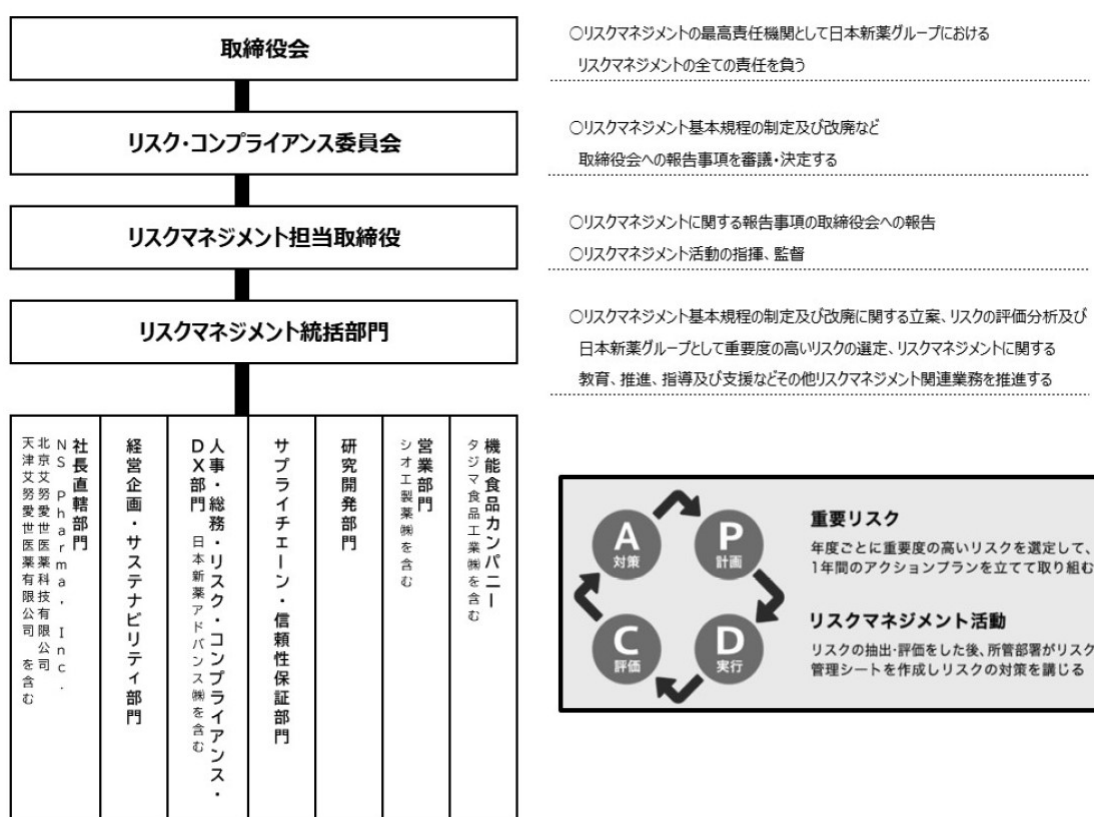 取締役会
○リスクマネジメントの最高責任機関として日本新薬グループにおける
リスクマネジメントの全ての責任を負う
リスク・コンプライアンス委員会
○リスクマネジメント基本規程の制定及び改廃など
取締役会への報告事項を審議・決定する
リスクマネジメント担当取締役
○リスクマネジメントに関する報告事項の取締役会への報告
○リスクマネジメント活動の指揮、監督
リスクマネジメント統括部門
○リスクマネジメント基本規程の制定及び改廃に関する立案、リスクの評価分析及び
日本新薬グループとして重要度の高いリスクの選定、リスクマネジメントに関する
教育、推進、指導及び支援などその他リスクマネジメント関連業務を推進する
社長直轄部門
NS Pharma, Inc.
北京艾努愛世医薬科技有限公司
天津艾努愛世医薬有限公司 を含む
経営企画・サステナビリティ部門
人事・総務・リスク・コンプライアンス・
DX部門 日本新薬アドバンス㈱を含む
サプライチェーン・信頼性保証部門
研究開発部門
営業部門
シオエ製薬㈱を含む
機能食品カンパニー
タジマ食品工業㈱を含む
A
対策
P
計画
C
評価
D
実行
重要リスク
年度ごとに重要度の高いリスクを選定して、
1年間のアクションプランを立てて取り組む
リスクマネジメント活動
リスクの抽出・評価をした後、所管部署がリスク
管理シートを作成しリスクの対策を講じる